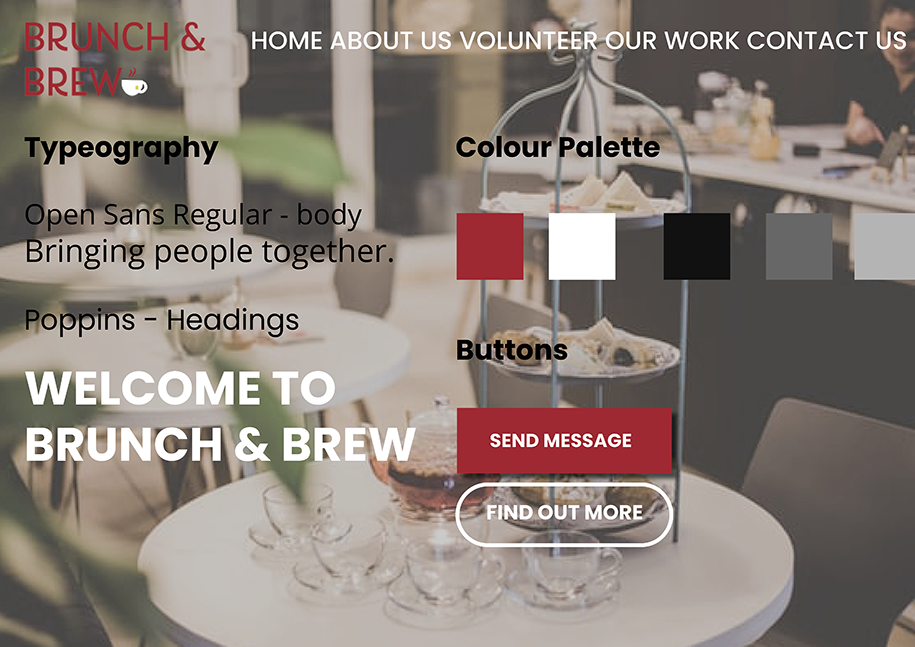 BRUNCH &
BREW
HOME ABOUT US VOLUNTEER OUR WORK CONTACT US
Typeography
Open Sans Regular - body
Bringing people together.
Poppins - Headings
WELCOME TO
BRUNCH & BREW
Colour Palette
Buttons
SEND MESSAGE
FIND OUT MORE